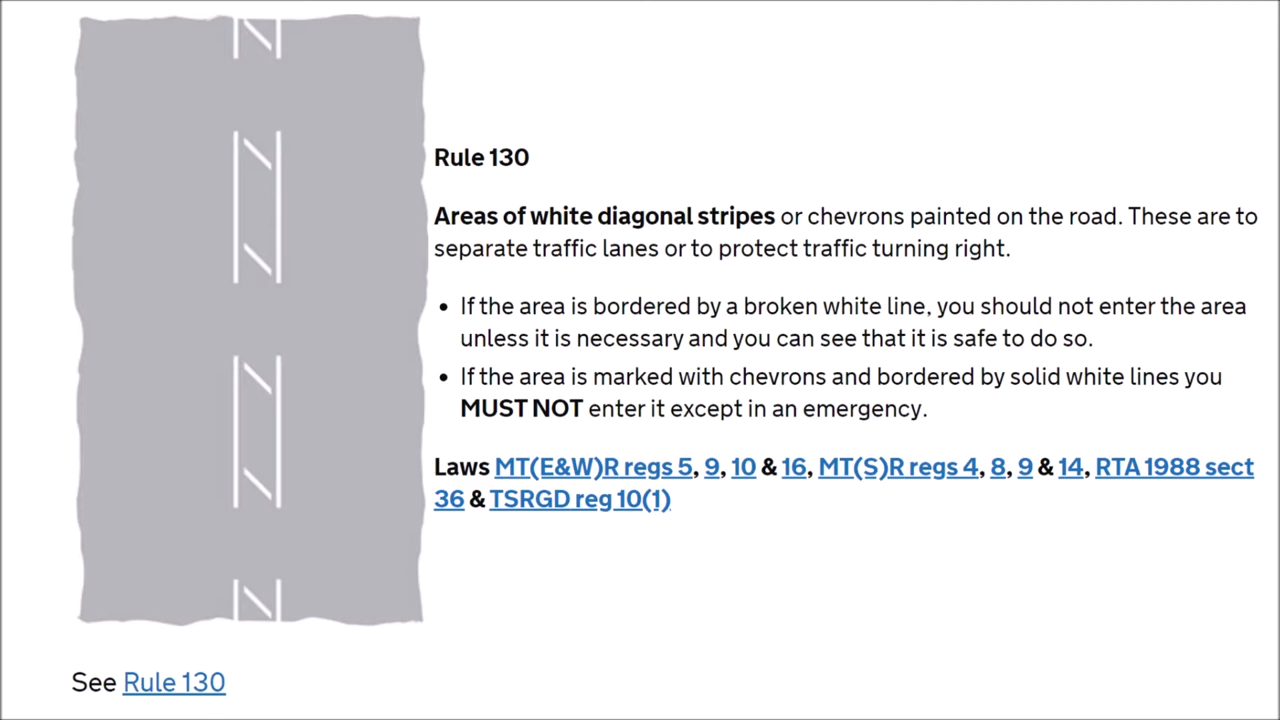 Rule 130
Areas of white diagonal stripes or chevrons painted on the road. These are to
separate traffic lanes or to protect traffic turning right.
• If the area is bordered by a broken white line, you should not enter the area
unless it is necessary and you can see that it is safe to do so.
• If the area is marked with chevrons and bordered by solid white lines you
MUST NOT enter it except in an emergency.
Laws MT(E&W)R regs 5, 9, 10 & 16, MT(S)R regs 4, 8, 9 & 14, RTA 1988 sect
36 & TSRGD reg 10(1)
See Rule 130